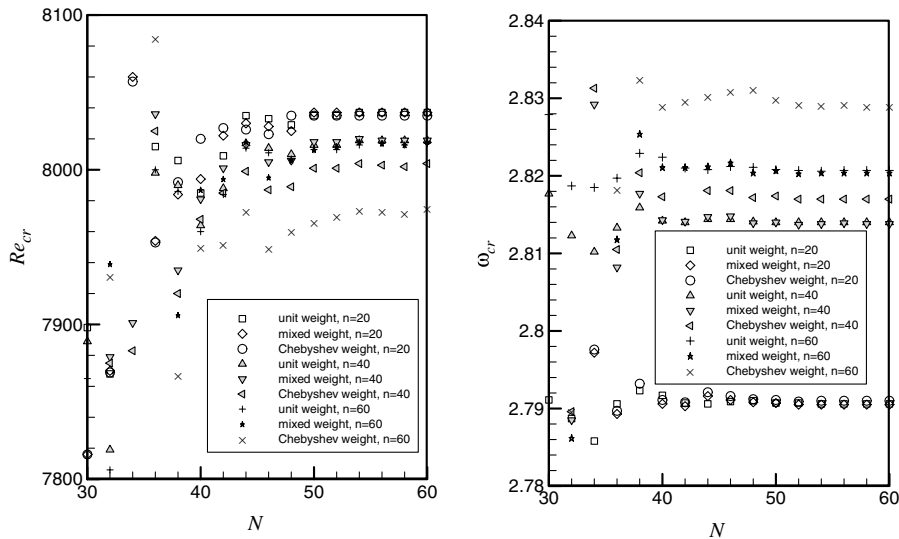 8100
8000
7900
7800
Re_cr
30
40
50
60
N
unit weight, n=20
mixed weight, n=20
Chebyshev weight, n=20
unit weight, n=40
mixed weight, n=40
Chebyshev weight, n=40
unit weight, n=60
mixed weight, n=60
Chebyshev weight, n=60
2.84
2.83
2.82
2.81
2.8
2.79
2.78
ω_cr
30
40
50
60
N
unit weight, n=20
mixed weight, n=20
Chebyshev weight, n=20
unit weight, n=40
mixed weight, n=40
Chebyshev weight, n=40
unit weight, n=60
mixed weight, n=60
Chebyshev weight, n=60